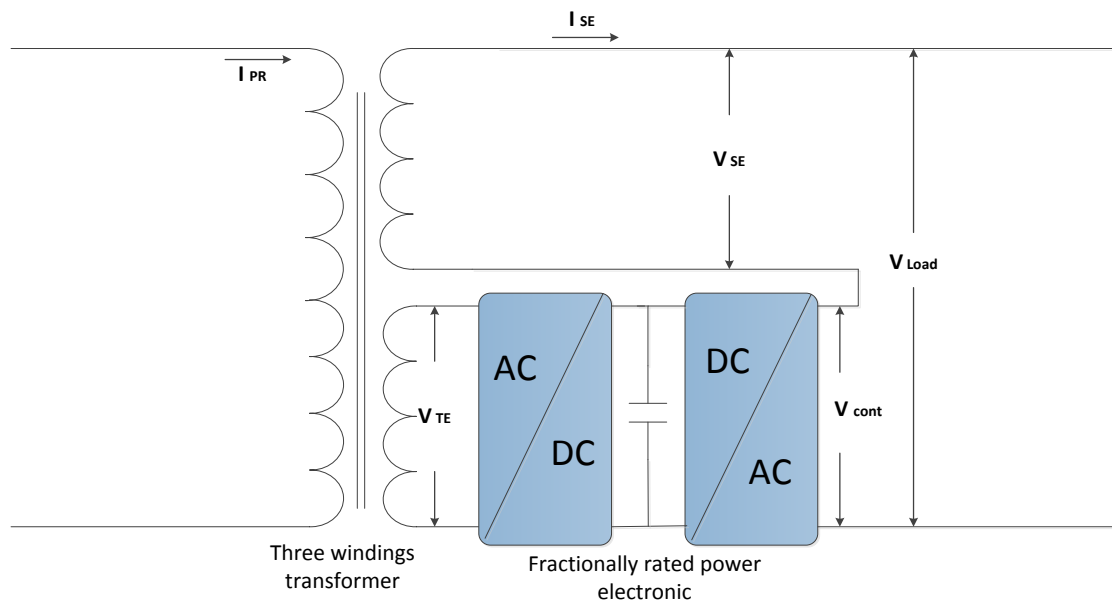 I SE
I PR
V SE
V Load
AC
DC
DC
AC
V TE
V cont
Three windings
transformer
Fractionally rated power
electronic